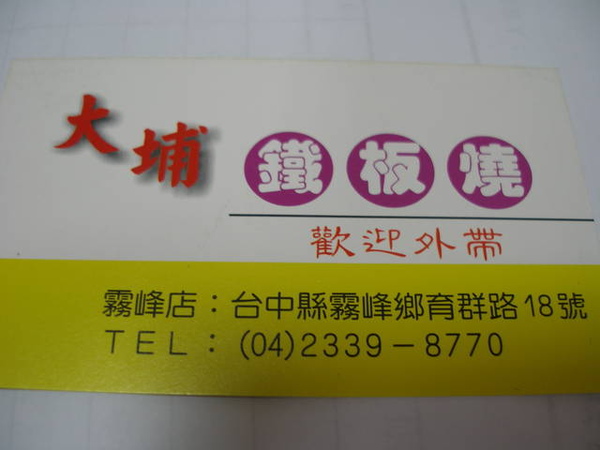 大埔 鐵板燒
歡迎外帶
霧峰店：台中縣霧峰鄉育群路18號
TEL：(04)2339－8770